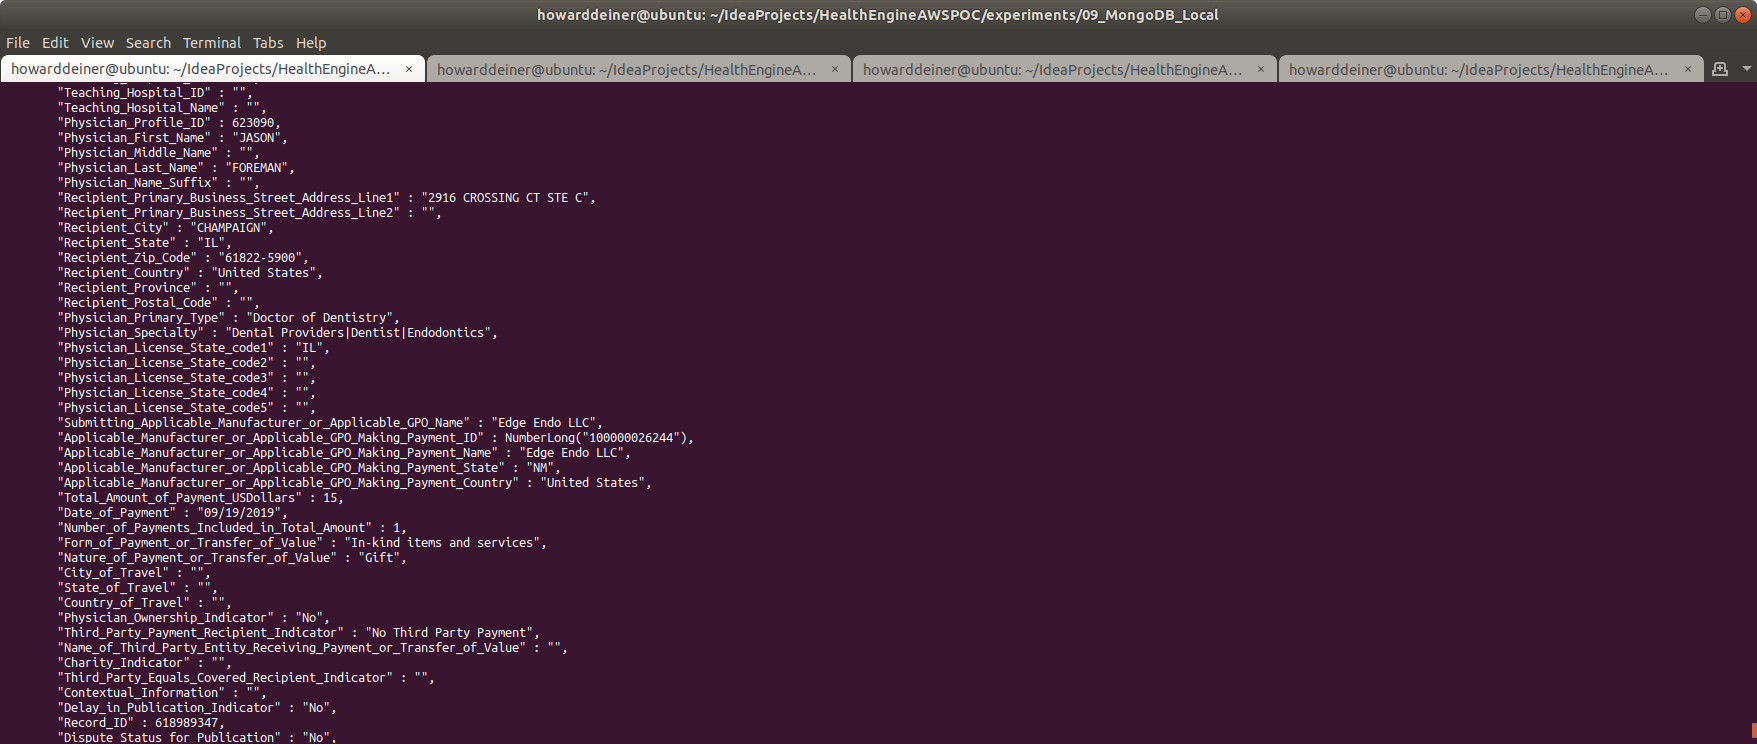 howarddeiner@ubuntu: ~/IdeaProjects/HealthEngineAWSPOC/experiments/09_MongoDB_Local
File Edit View Search Terminal Tabs Help
howarddeiner@ubuntu: ~/IdeaProjects/HealthEngineA... × howarddeiner@ubuntu: ~/IdeaProjects/HealthEngineA... × howarddeiner@ubuntu: ~/IdeaProjects/HealthEngineA... × howarddeiner@ubuntu: ~/IdeaProjects/HealthEngineA... ×
"Teaching_Hospital_ID" : "",
"Teaching_Hospital_Name" : "",
"Physician_Profile_ID" : 623090,
"Physician_First_Name" : "JASON",
"Physician_Middle_Name" : "",
"Physician_Last_Name" : "FOREMAN",
"Physician_Name_Suffix" : "",
"Recipient_Primary_Business_Street_Address_Line1" : "2916 CROSSING CT STE C",
"Recipient_Primary_Business_Street_Address_Line2" : "",
"Recipient_City" : "CHAMPAIGN",
"Recipient_State" : "IL",
"Recipient_Zip_Code" : "61822-5900",
"Recipient_Country" : "United States",
"Recipient_Province" : "",
"Recipient_Postal_Code" : "",
"Physician_Primary_Type" : "Doctor of Dentistry",
"Physician_Specialty" : "Dental Providers|Dentist|Endodontics",
"Physician_License_State_code1" : "IL",
"Physician_License_State_code2" : "",
"Physician_License_State_code3" : "",
"Physician_License_State_code4" : "",
"Physician_License_State_code5" : "",
"Submitting_Applicable_Manufacturer_or_Applicable_GPO_Name" : "Edge Endo LLC",
"Applicable_Manufacturer_or_Applicable_GPO_Making_Payment_ID" : NumberLong("100000026244"),
"Applicable_Manufacturer_or_Applicable_GPO_Making_Payment_Name" : "Edge Endo LLC",
"Applicable_Manufacturer_or_Applicable_GPO_Making_Payment_State" : "NM",
"Applicable_Manufacturer_or_Applicable_GPO_Making_Payment_Country" : "United States",
"Total_Amount_of_Payment_USDollars" : 15,
"Date_of_Payment" : "09/19/2019",
"Number_of_Payments_Included_in_Total_Amount" : 1,
"Form_of_Payment_or_Transfer_of_Value" : "In-kind items and services",
"Nature_of_Payment_or_Transfer_of_Value" : "Gift",
"City_of_Travel" : "",
"State_of_Travel" : "",
"Country_of_Travel" : "",
"Physician_Ownership_Indicator" : "No",
"Third_Party_Payment_Recipient_Indicator" : "No Third Party Payment",
"Name_of_Third_Party_Entity_Receiving_Payment_or_Transfer_of_Value" : "",
"Charity_Indicator" : "",
"Third_Party_Equals_Covered_Recipient_Indicator" : "",
"Contextual_Information" : "",
"Delay_in_Publication_Indicator" : "No",
"Record_ID" : 618989347,
"Dispute_Status_for_Publication" : "No",